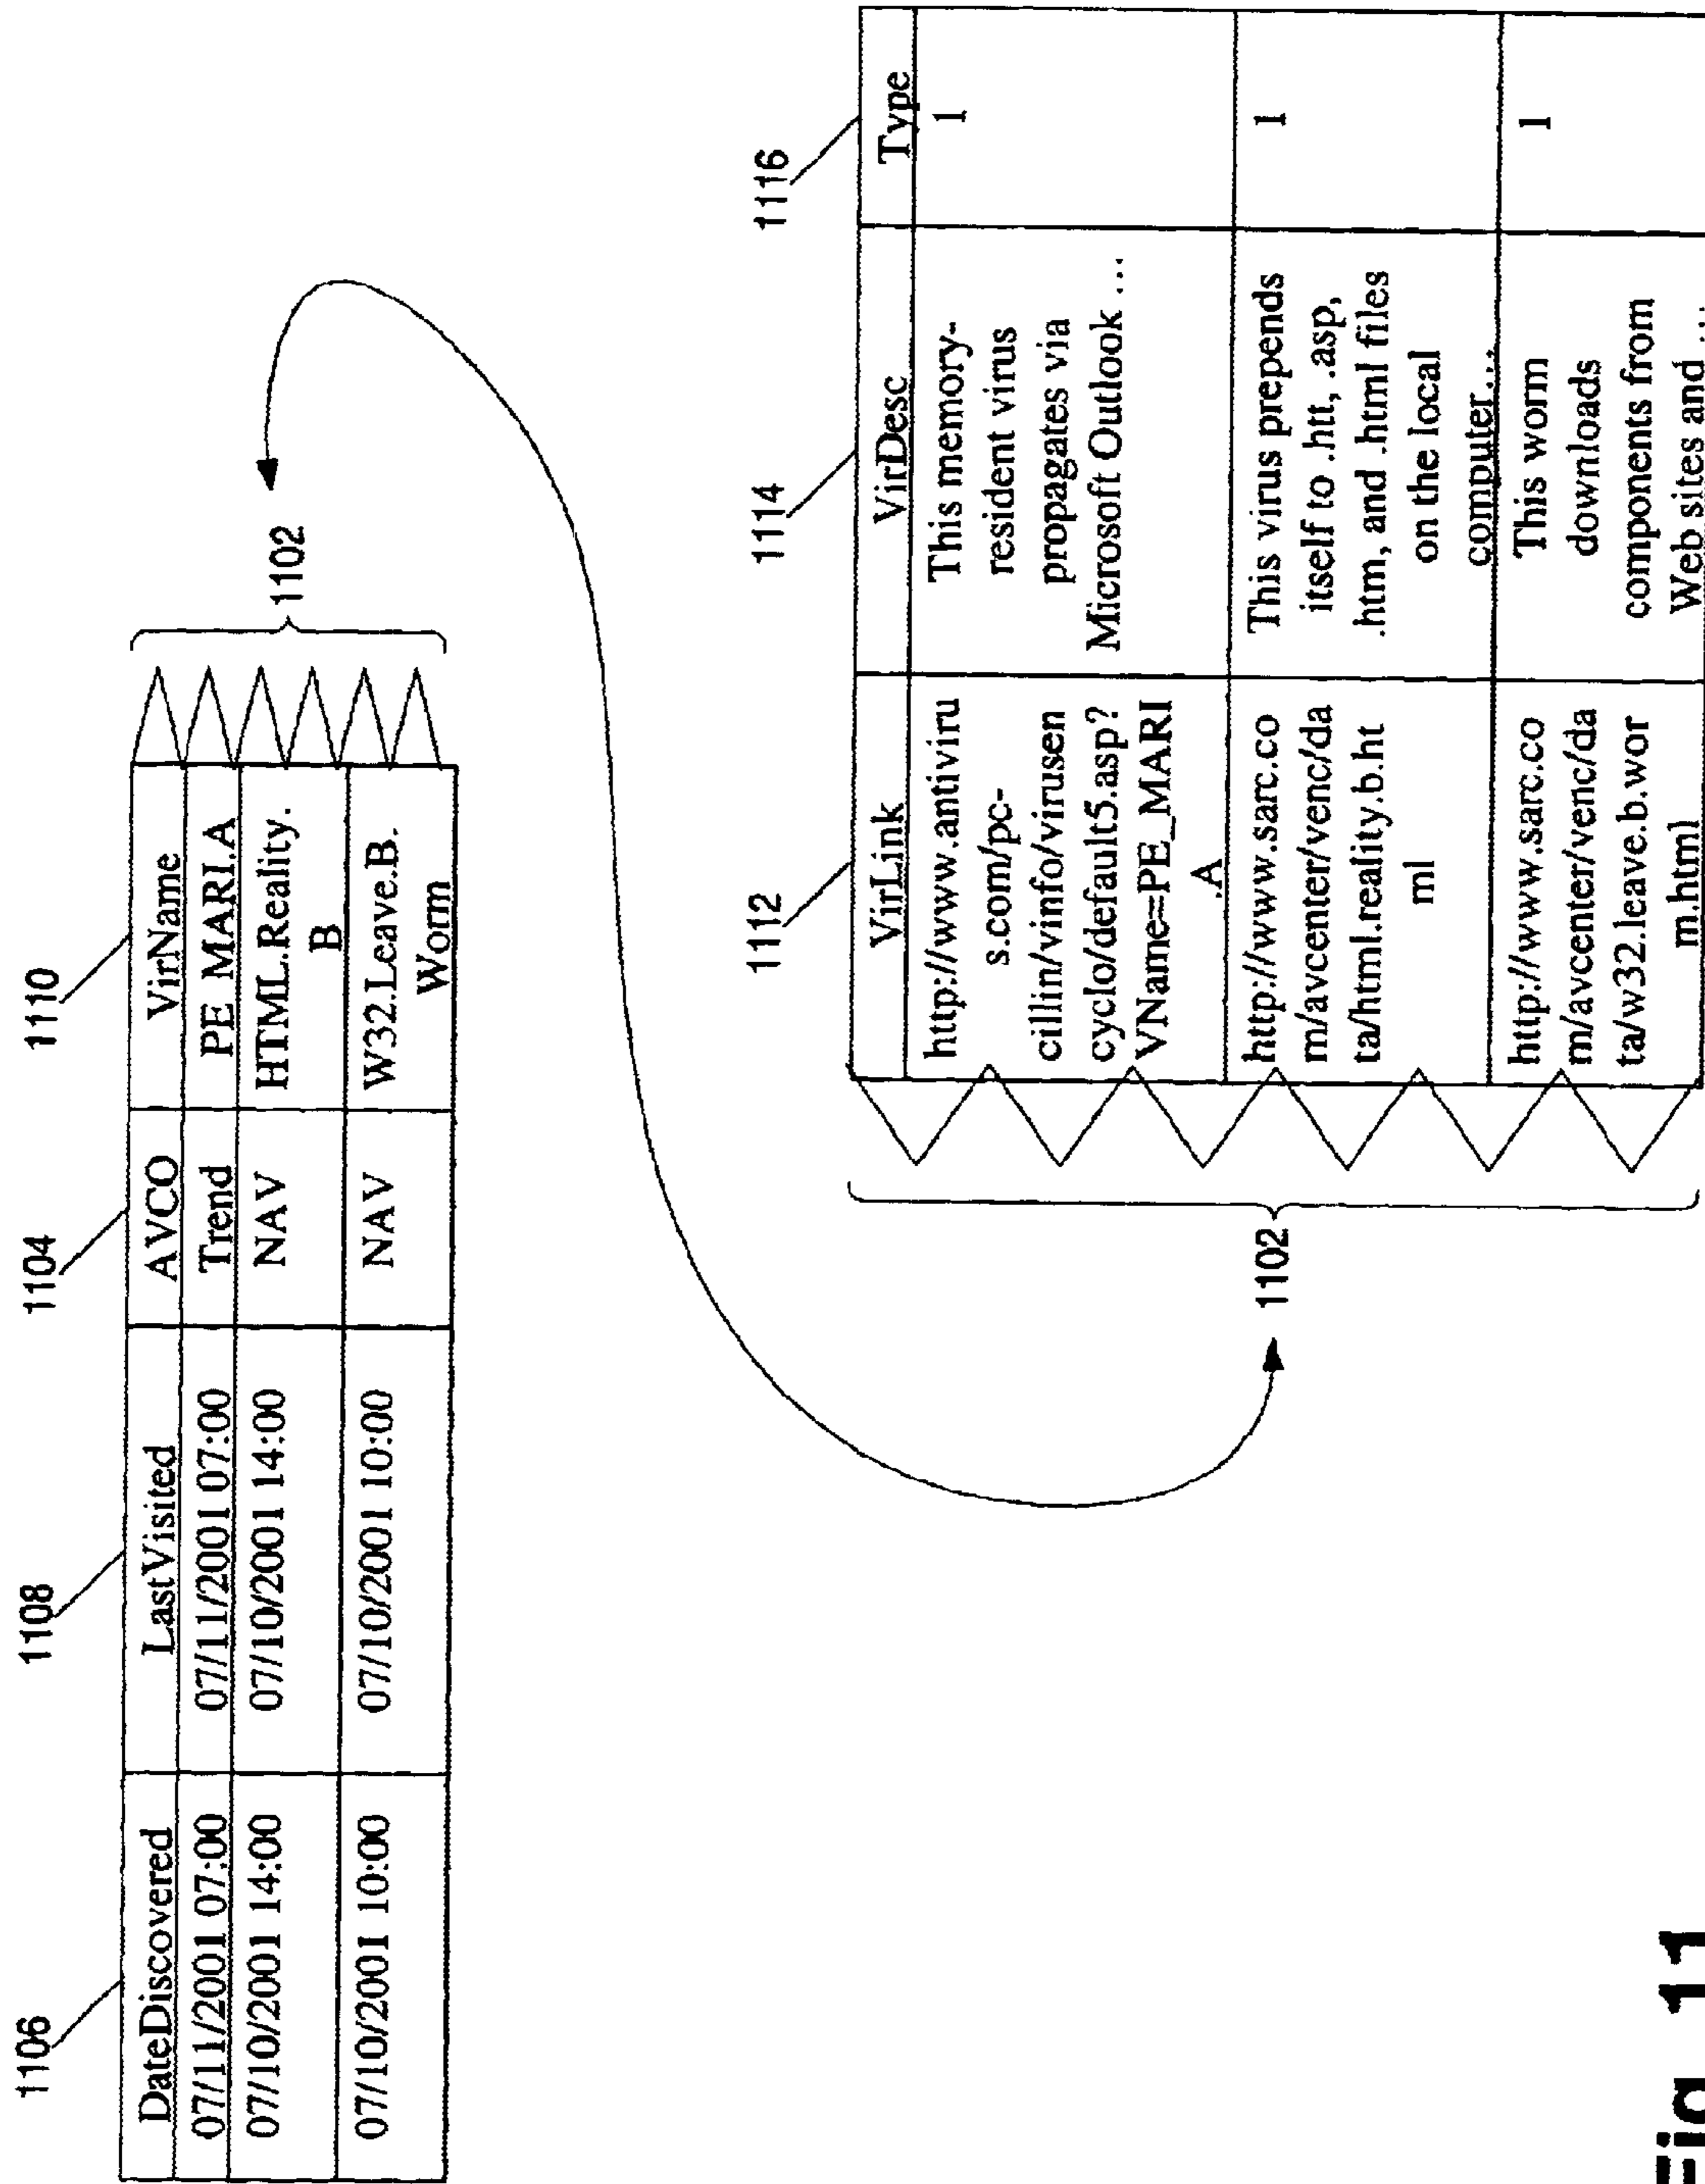 1106
1108
1104
1110
DateDiscovered LastVisited AVCO VirName
07/11/2001 07:00 07/11/2001 07:00 Trend PE MARI.A
07/10/2001 14:00 07/10/2001 14:00 NAV HTML.Reality.
B
07/10/2001 10:00 07/10/2001 10:00 NAV W32.Leave.B.
Worm
1102
1102
1112
1114
1116
VirLink VirDesc Type
http://www.antiviru This memory- 1
s.com/pc- resident virus
cillin/vinfo/virusen propagates via
cyclo/default5.asp? Microsoft Outlook ...
VName=PE_MARI
.A
http://www.sarc.co This virus prepends 1
m/avcenter/venc/da itself to .htt, .asp,
ta/html.reality.b.ht .htm, and .html files
ml on the local
computer...
http://www.sarc.co This worm 1
m/avcenter/venc/da downloads
ta/w32.leave.b.wor components from
m.html Web sites and ...
Fig. 11